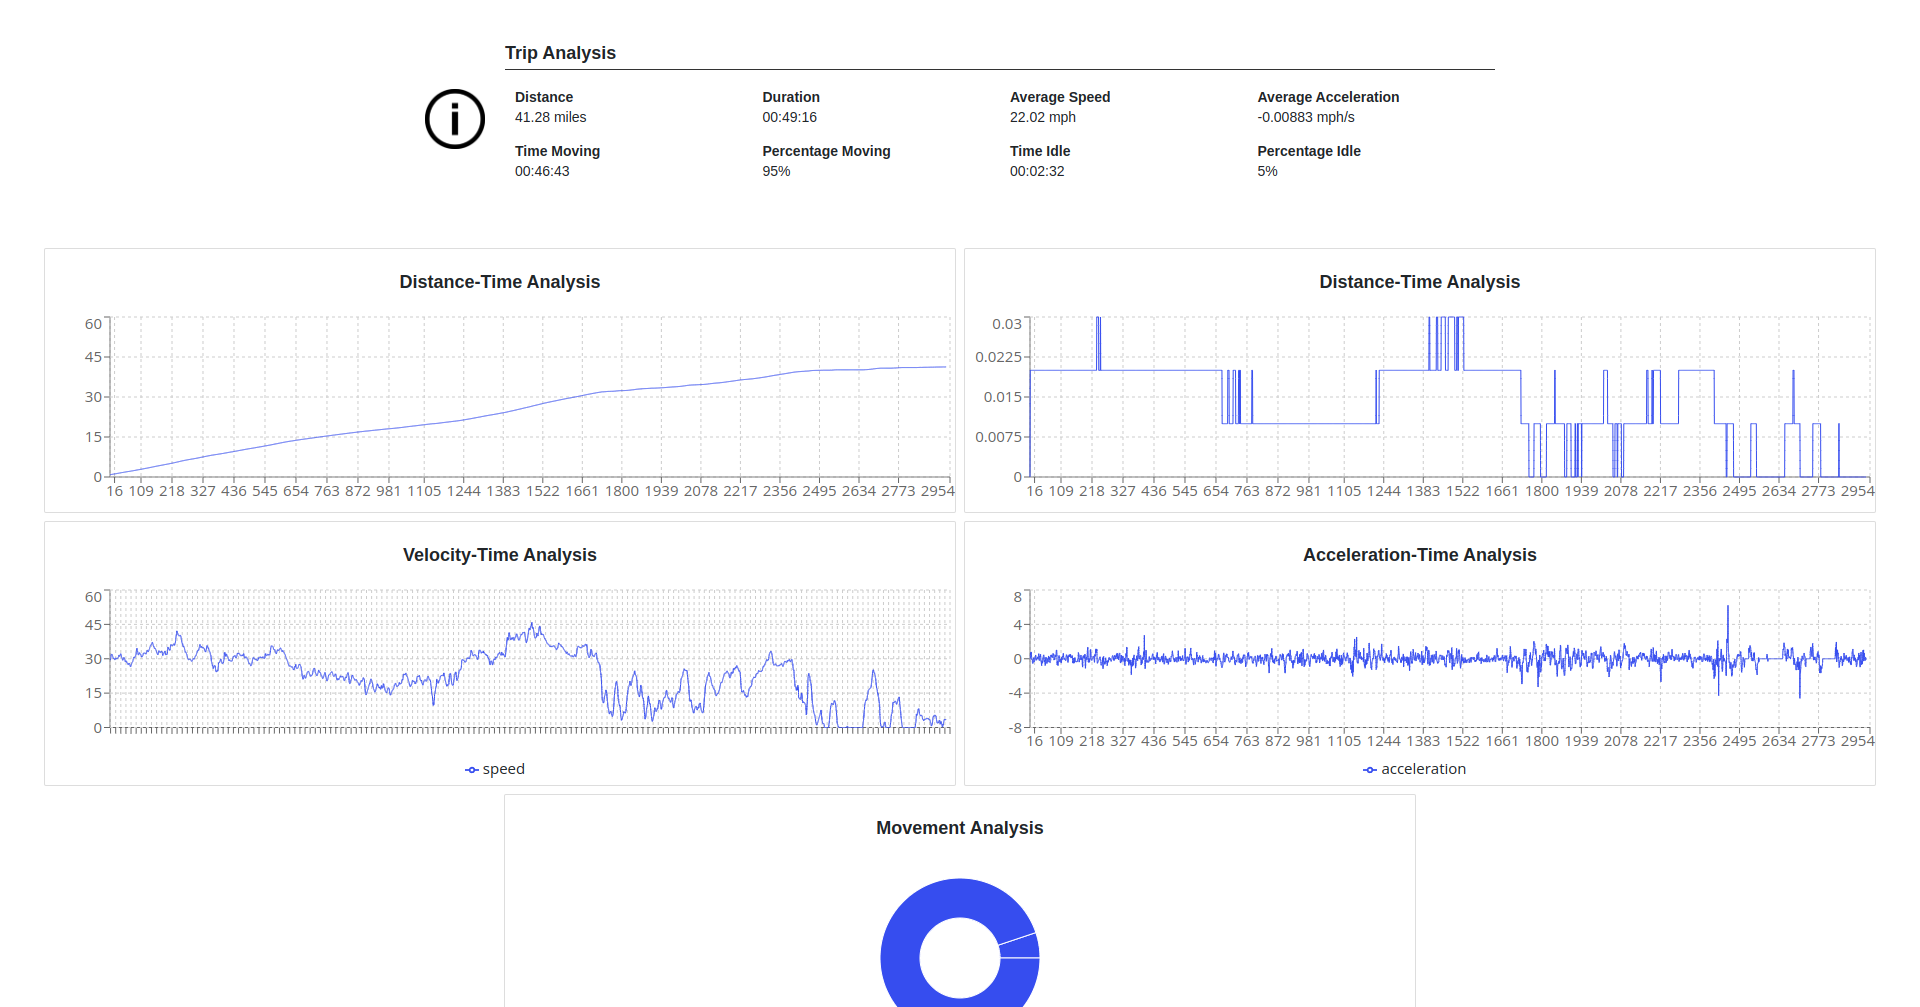 Trip Analysis
Distance Duration Average Speed Average Acceleration
41.28 miles 00:49:16 22.02 mph -0.00883 mph/s
Time Moving Percentage Moving Time Idle Percentage Idle
00:46:43 95% 00:02:32 5%
Distance-Time Analysis
60
45
30
15
0
16 109 218 327 436 545 654 763 872 981 1105 1244 1383 1522 1661 1800 1939 2078 2217 2356 2495 2634 2773 2954
Distance-Time Analysis
0.03
0.0225
0.015
0.0075
0
16 109 218 327 436 545 654 763 872 981 1105 1244 1383 1522 1661 1800 1939 2078 2217 2356 2495 2634 2773 2954
Velocity-Time Analysis
60
45
30
15
0
speed
Acceleration-Time Analysis
8
4
0
-4
-8
16 109 218 327 436 545 654 763 872 981 1105 1244 1383 1522 1661 1800 1939 2078 2217 2356 2495 2634 2773 2954
acceleration
Movement Analysis